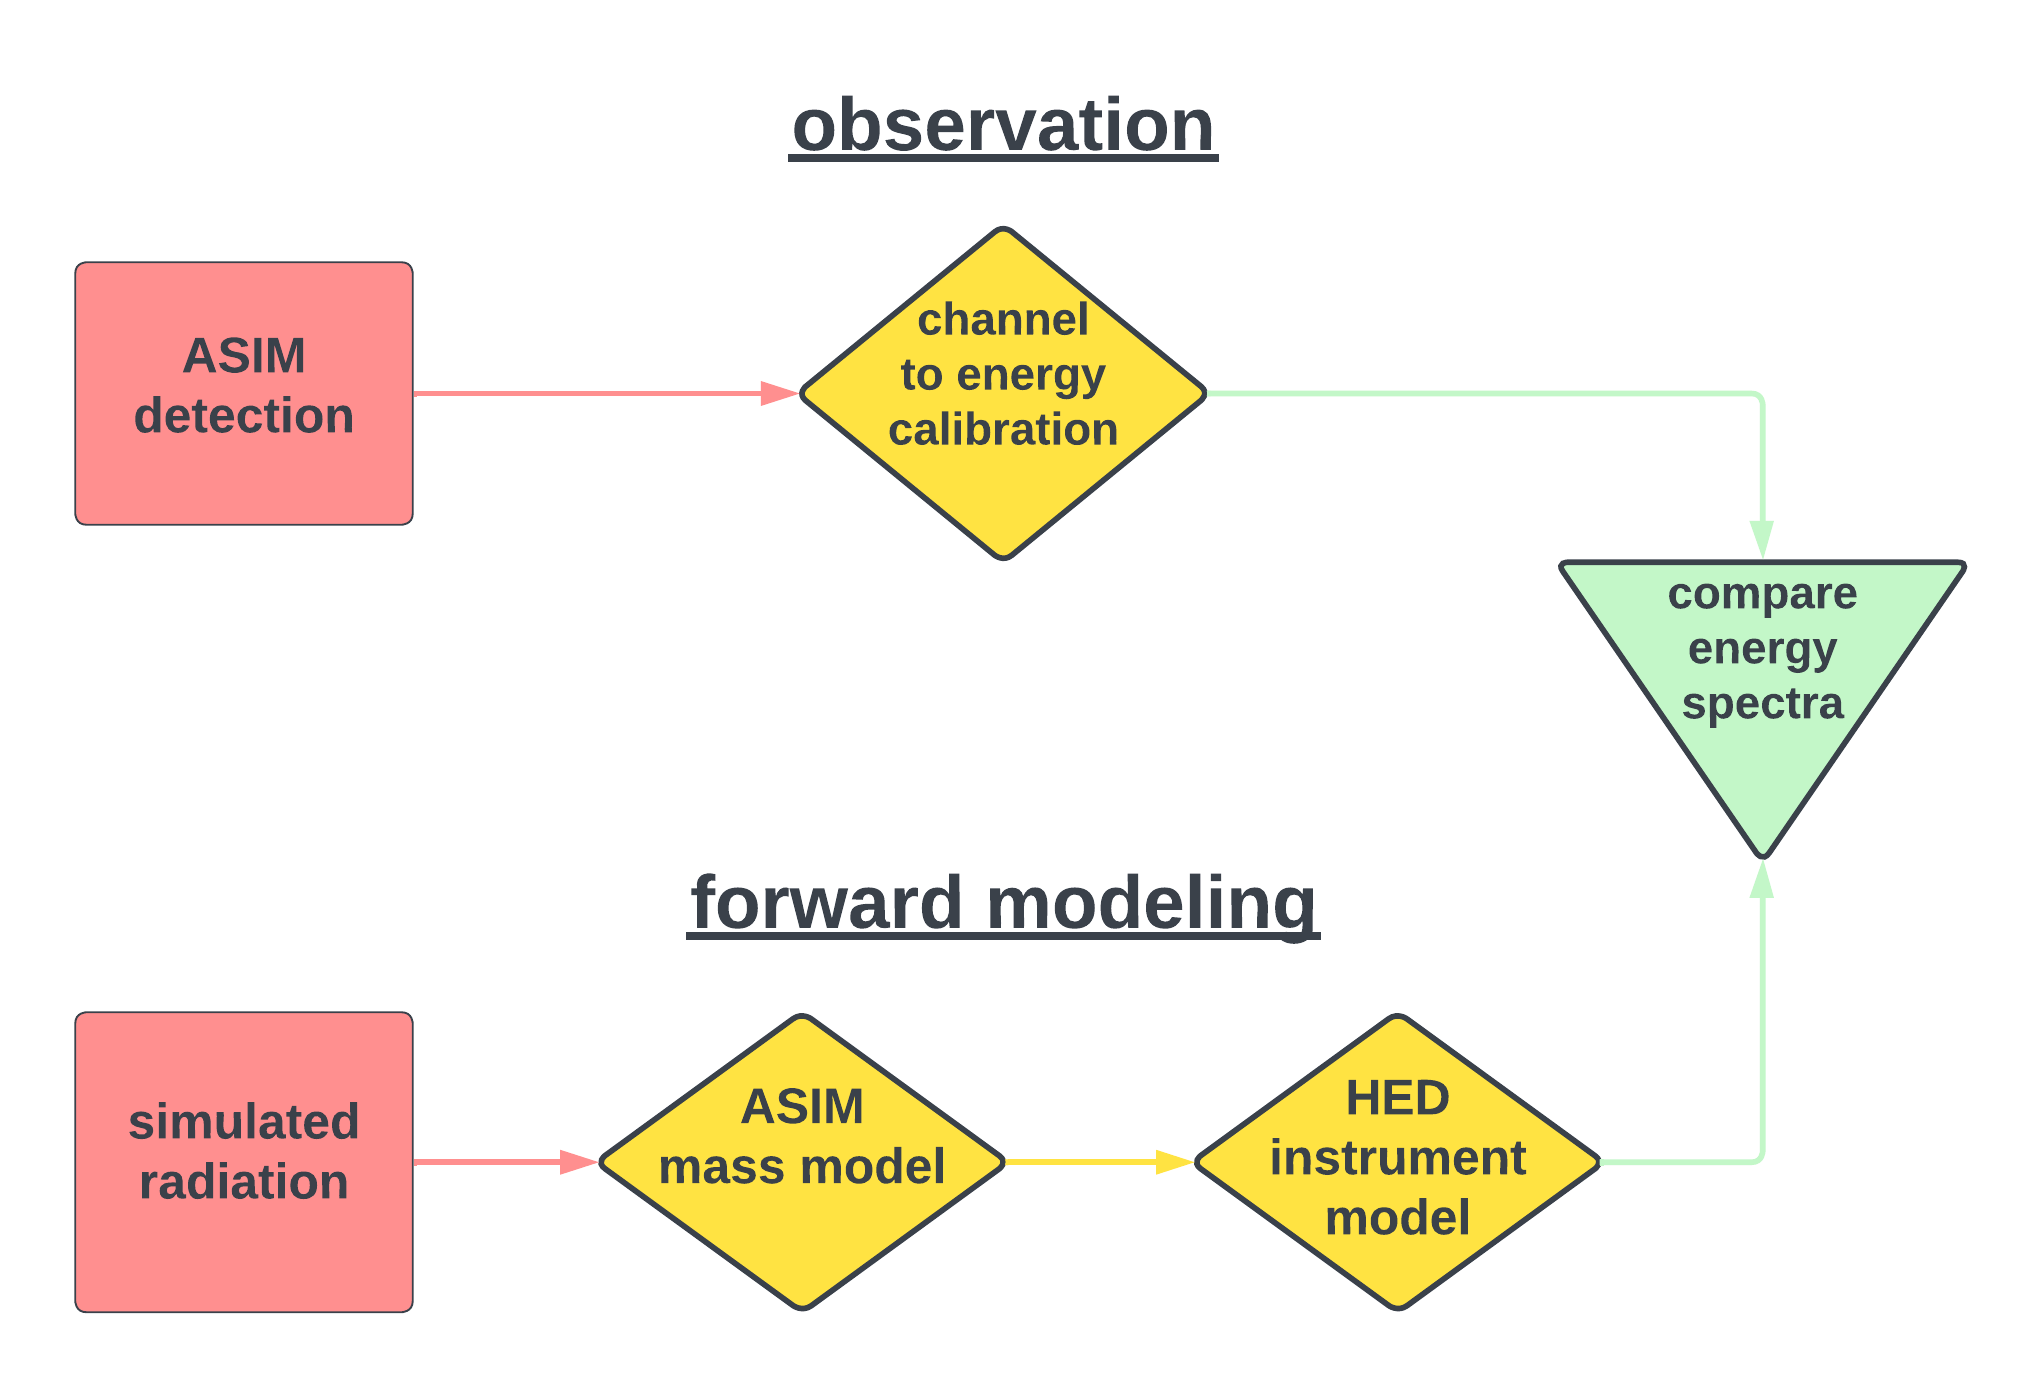 observation
ASIM
detection
channel
to energy
calibration
compare
energy
spectra
forward modeling
simulated
radiation
ASIM
mass model
HED
instrument
model